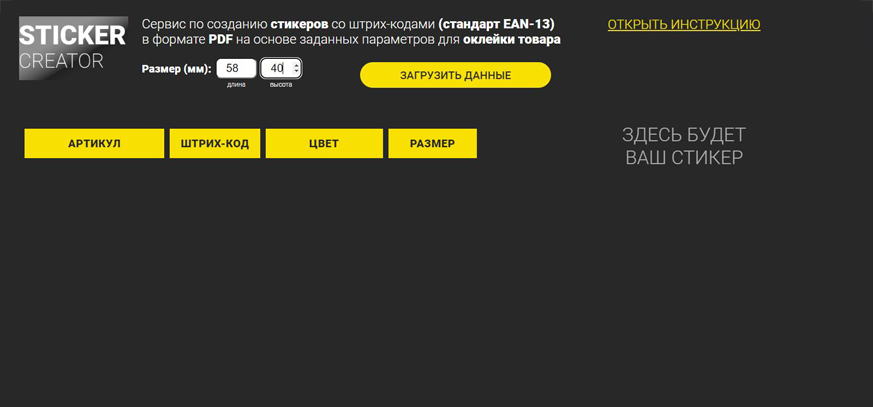 STICKER
CREATOR
Сервис по созданию стикеров со штрих-кодами (стандарт EAN-13)
в формате PDF на основе заданных параметров для оклейки товара
ОТКРЫТЬ ИНСТРУКЦИЮ
Размер (мм): 58 40
длина высота
ЗАГРУЗИТЬ ДАННЫЕ
АРТИКУЛ ШТРИХ-КОД ЦВЕТ РАЗМЕР
ЗДЕСЬ БУДЕТ
ВАШ СТИКЕР